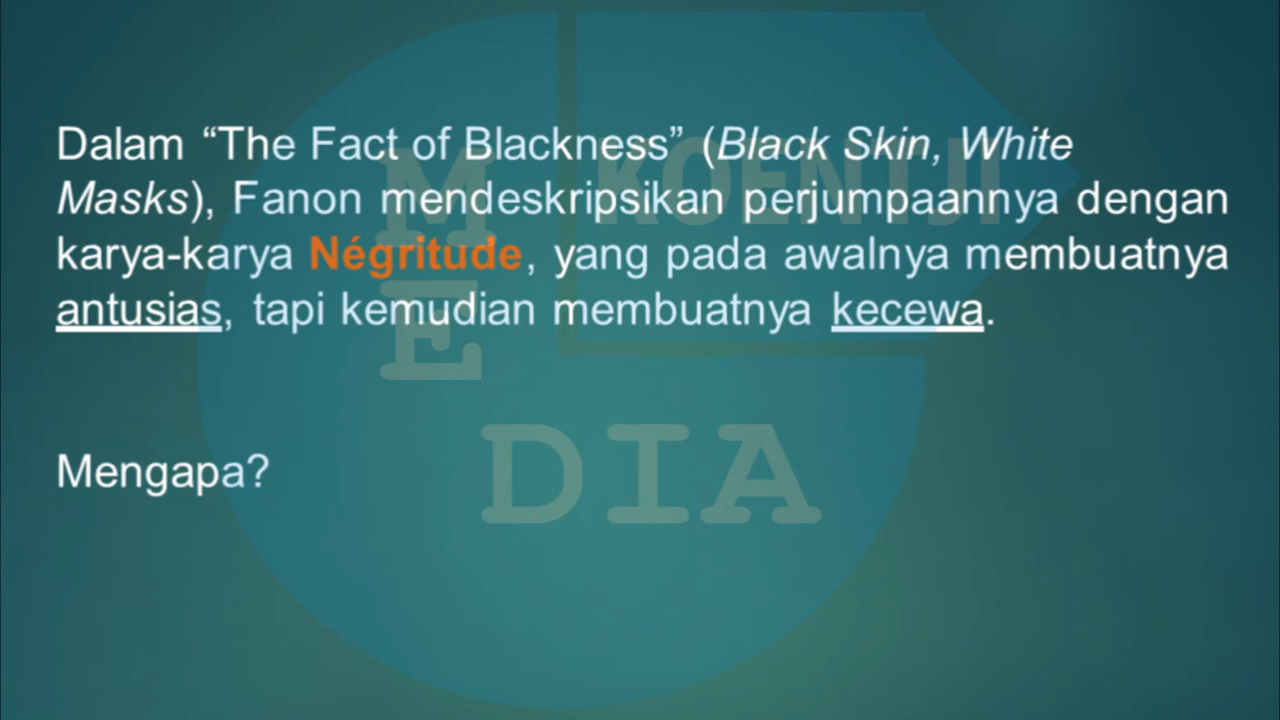 Dalam “The Fact of Blackness” (Black Skin, White
Masks), Fanon mendeskripsikan perjumpaannya dengan
karya-karya Négritude, yang pada awalnya membuatnya
antusias, tapi kemudian membuatnya kecewa.
Mengapa?
KOENTJI
ME
DIA